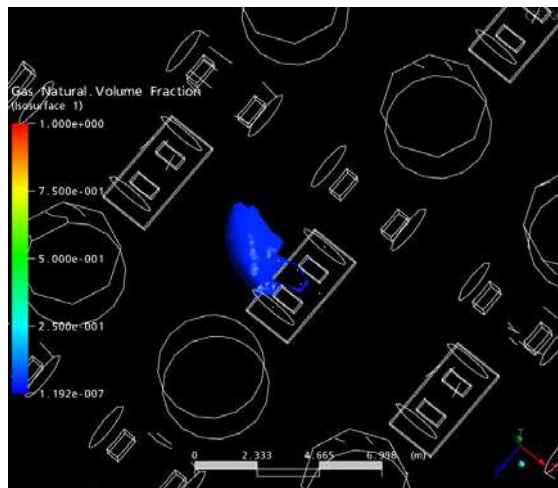 Gas Natural.Volume Fraction
(Isosurface 1)
1.000e+000
7.500e-001
5.000e-001
2.500e-001
1.192e-007
0 2.333 4.665 6.998 (m)